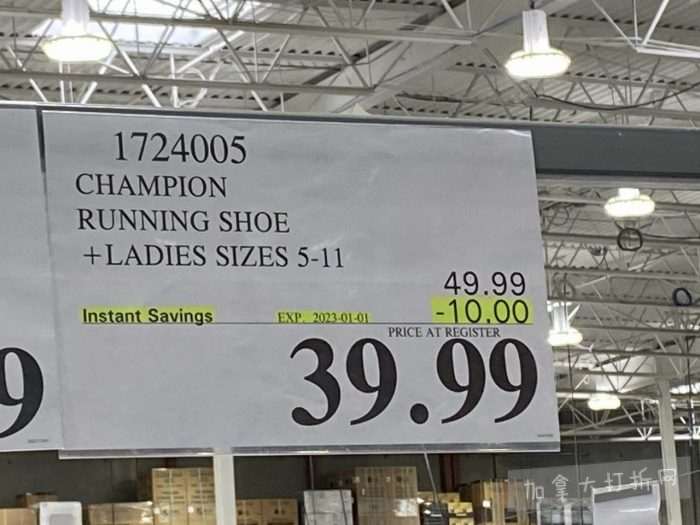 1724005
CHAMPION
RUNNING SHOE
+LADIES SIZES 5-11
49.99
Instant Savings EXP. 2023-01-01 -10.00
PRICE AT REGISTER
39.99
9
加拿大打折网